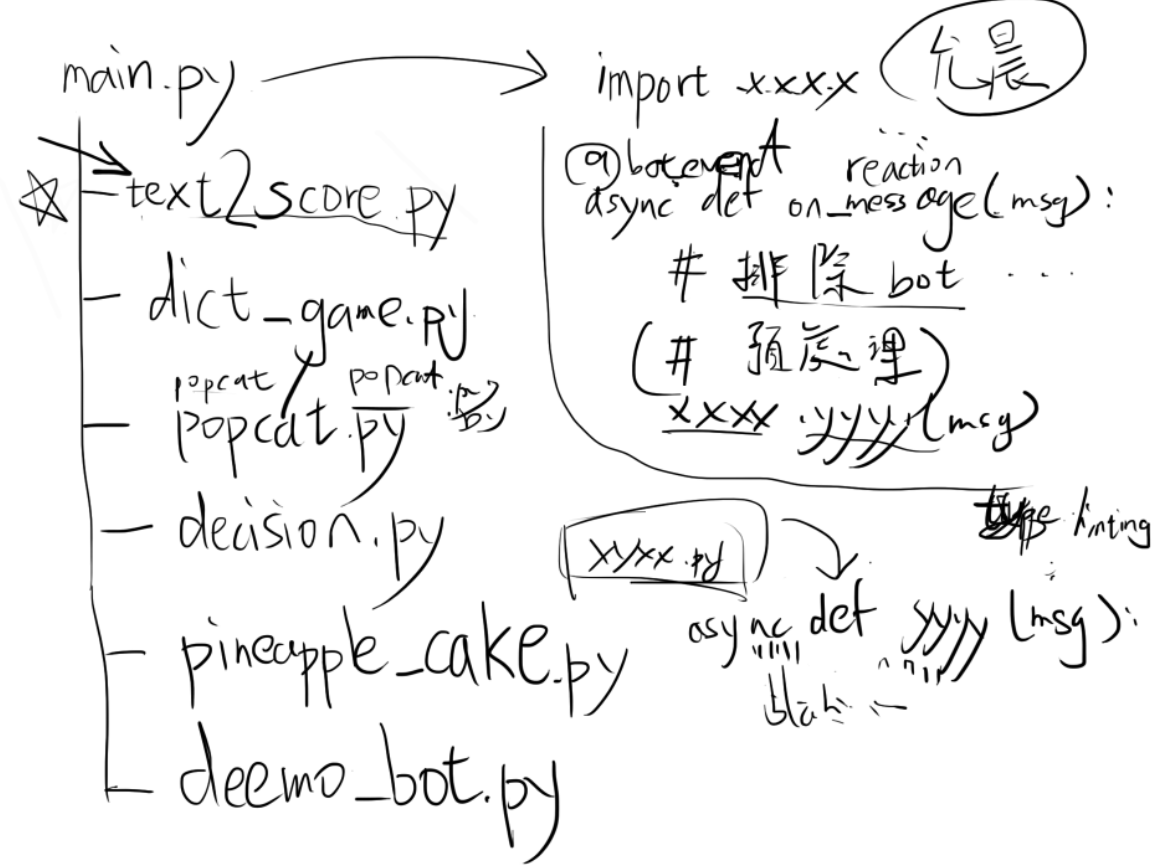 main.py
import x.x.x.x
允晨
@bot.event
reaction
async def on_message(msg):
text2score.py
# 排除 bot ....
dict_game.py
(# 預處理)
popcat popcat.py
xxxx.yyyy(msg)
popcat.py
decision.py
type hinting
xyxx.py
async def yyyy(msg):
pineapple_cake.py
blah
deemo_bot.py